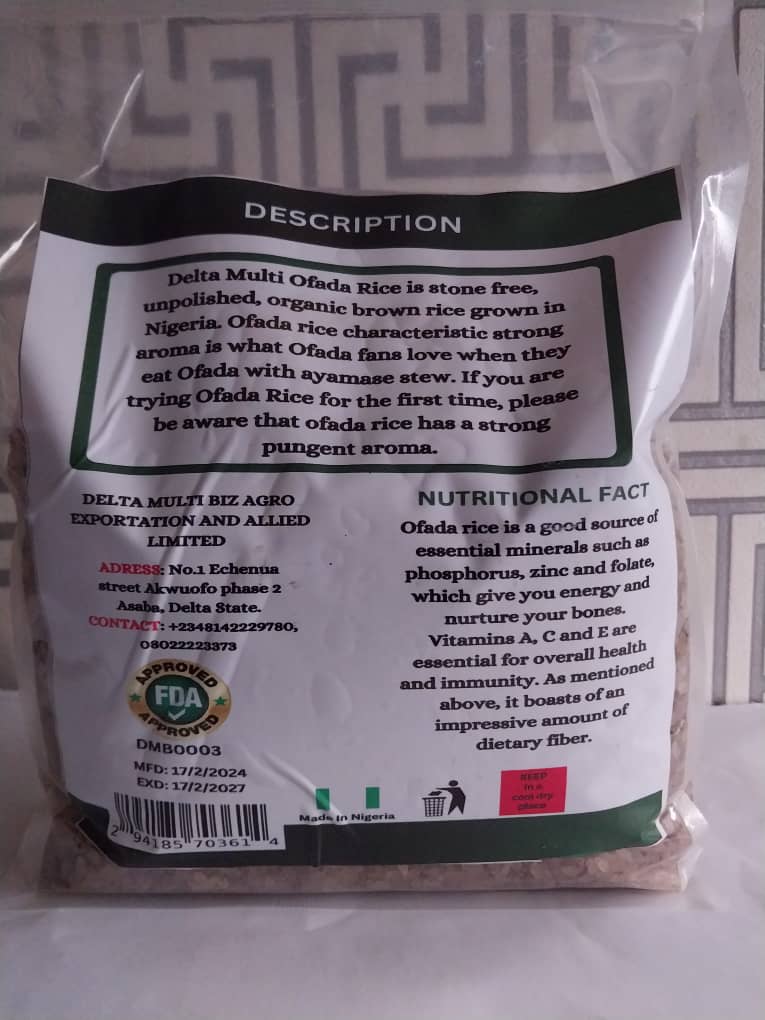 DESCRIPTION
Delta Multi Ofada Rice is stone free,
unpolished, organic brown rice grown in
Nigeria. Ofada rice characteristic strong
aroma is what Ofada fans love when they
eat Ofada with ayamase stew. If you are
trying Ofada Rice for the first time, please
be aware that ofada rice has a strong
pungent aroma.
DELTA MULTI BIZ AGRO
EXPORTATION AND ALLIED
LIMITED
ADRESS: No.1 Echenua
street Akwuofo phase 2
Asaba, Delta State.
CONTACT: +2348142229780,
08022223373
APPROVED
FDA
APPROVED
DMB0003
MFD: 17/2/2024
EXD: 17/2/2027
2 94185 70361 4
NUTRITIONAL FACT
Ofada rice is a good source of
essential minerals such as
phosphorus, zinc and folate,
which give you energy and
nurture your bones.
Vitamins A, C and E are
essential for overall health
and immunity. As mentioned
above, it boasts of an
impressive amount of
dietary fiber.
Made In Nigeria
KEEP
in a
cool dry
place